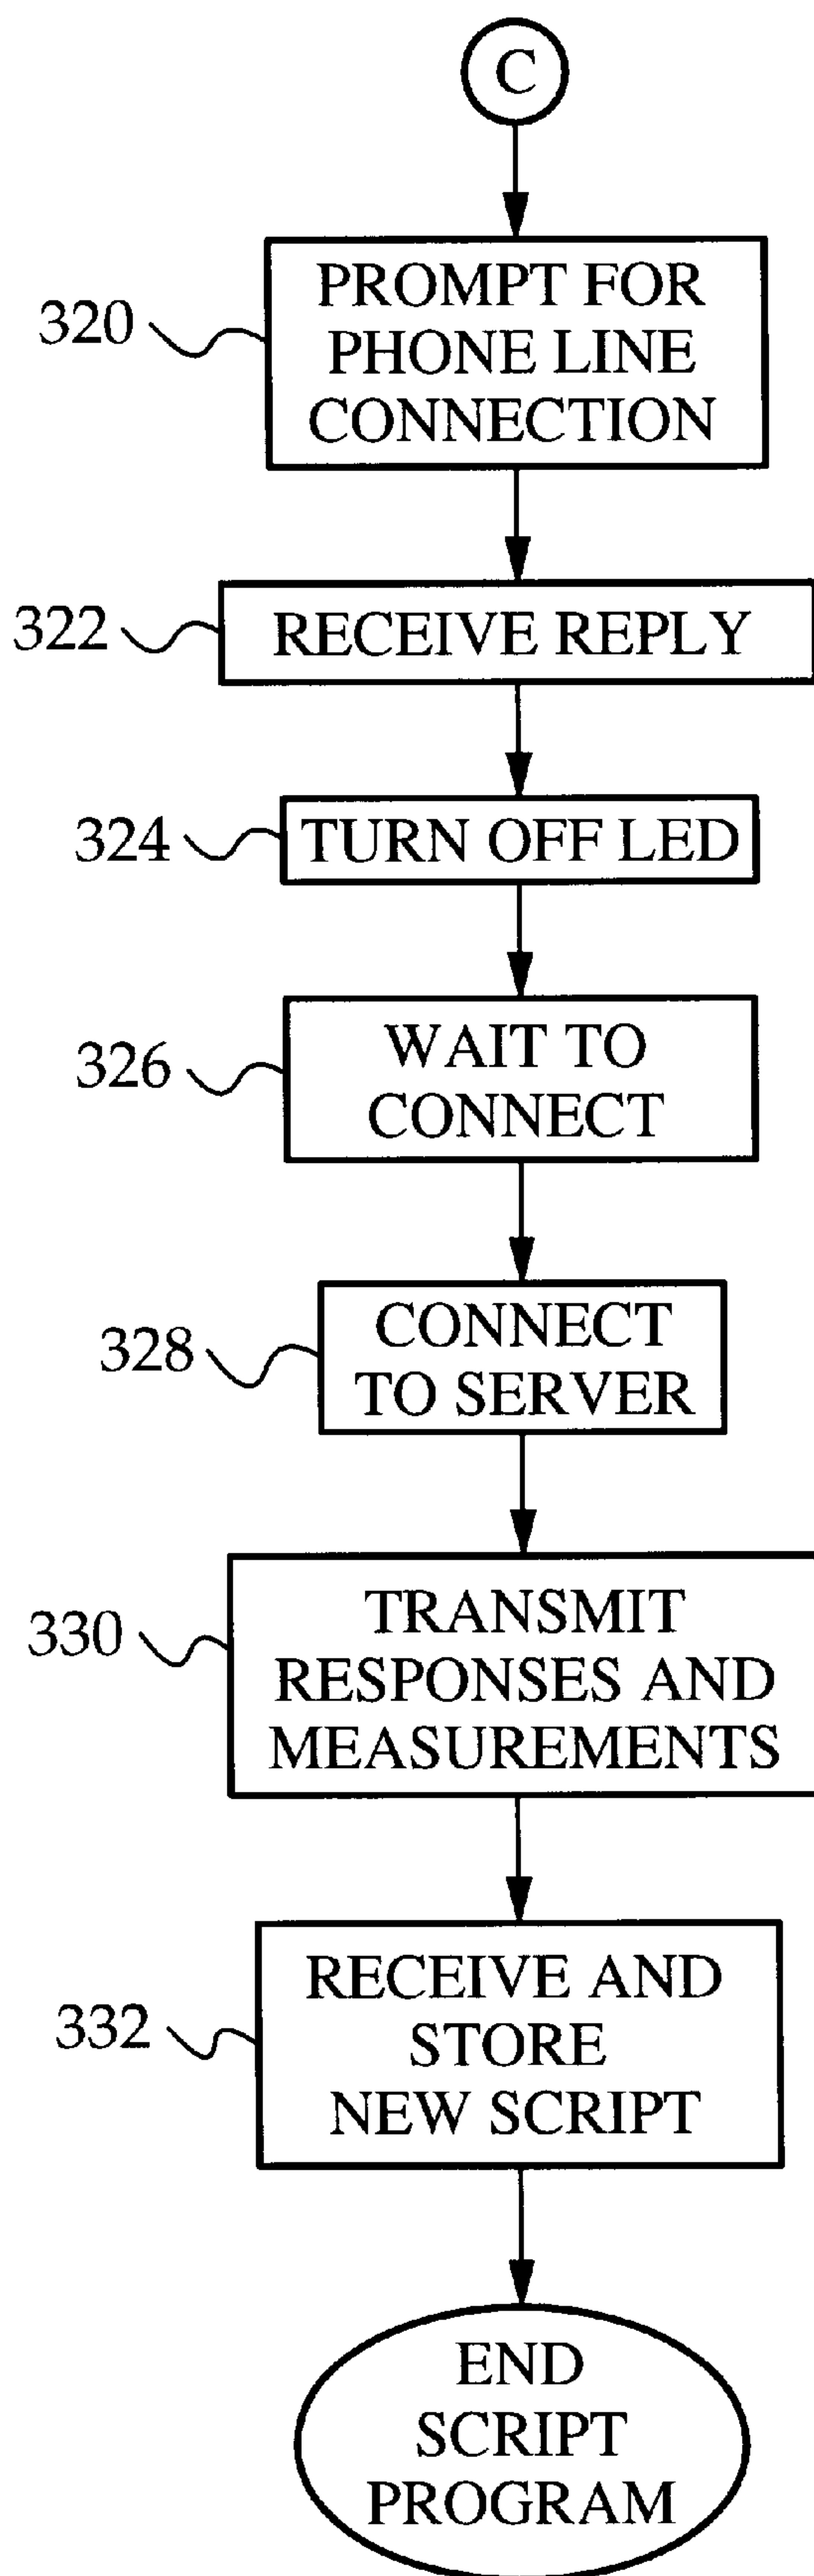 C
320
PROMPT FOR
PHONE LINE
CONNECTION
322
RECEIVE REPLY
324
TURN OFF LED
326
WAIT TO
CONNECT
328
CONNECT
TO SERVER
330
TRANSMIT
RESPONSES AND
MEASUREMENTS
332
RECEIVE AND
STORE
NEW SCRIPT
END
SCRIPT
PROGRAM